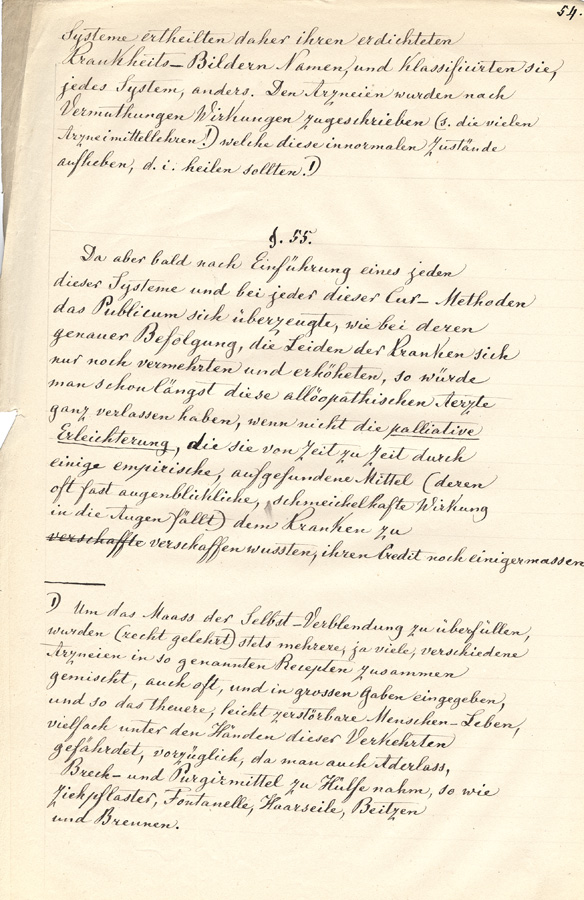 54.
Systeme ertheilten daher ihren erdichteten
Krankheits-Bildern Namen, und klassifizirten sie,
jedes System, anders. Den Arzneien wurden nach
Vermuthungen Wirkungen zugeschrieben (s. die vielen
Arzneimittellehren!) welche diese innormalen Zustände
aufheben, d. i. heilen sollten. 1)
§. 55.
Da aber bald nach Einführung eines jeden
dieser Systeme und bei jeder dieser Cur-Methoden
das Publicum sich überzeugte, wie bei deren
genauer Befolgung, die Leiden der Kranken sich
nur noch vermehrten und erhöheten, so würde
man schon längst diese allöopathischen Aerzte
ganz verlassen haben, wenn nicht die palliative
Erleichterung, die sie von Zeit zu Zeit durch
einige empirische, aufgefundene Mittel (deren
oft fast augenblickliche, schmeichelhafte Wirkung
in die Augen fällt) dem Kranken zu
verschaffte verschaffen wussten, ihren Credit noch einigermassen
1) Um das Maass der Selbst-Verblendung zu überfüllen,
wurden (recht gelehrt) stets mehrere, ja viele, verschiedene
Arzneien in so genannten Recepten zusammen
gemischt, auch oft, und in grossen Gaben eingegeben,
und so das theuere, leicht zerstörbare Menschen-Leben,
vielfach unter den Händen dieser Verkehrten
gefährdet, vorzüglich, da man auch Aderlass,
Brech- und Purgirmittel zu Hülfe nahm, so wie
Ziehpflaster, Fontanelle, Haarseile, Beitzen
und Brennen.